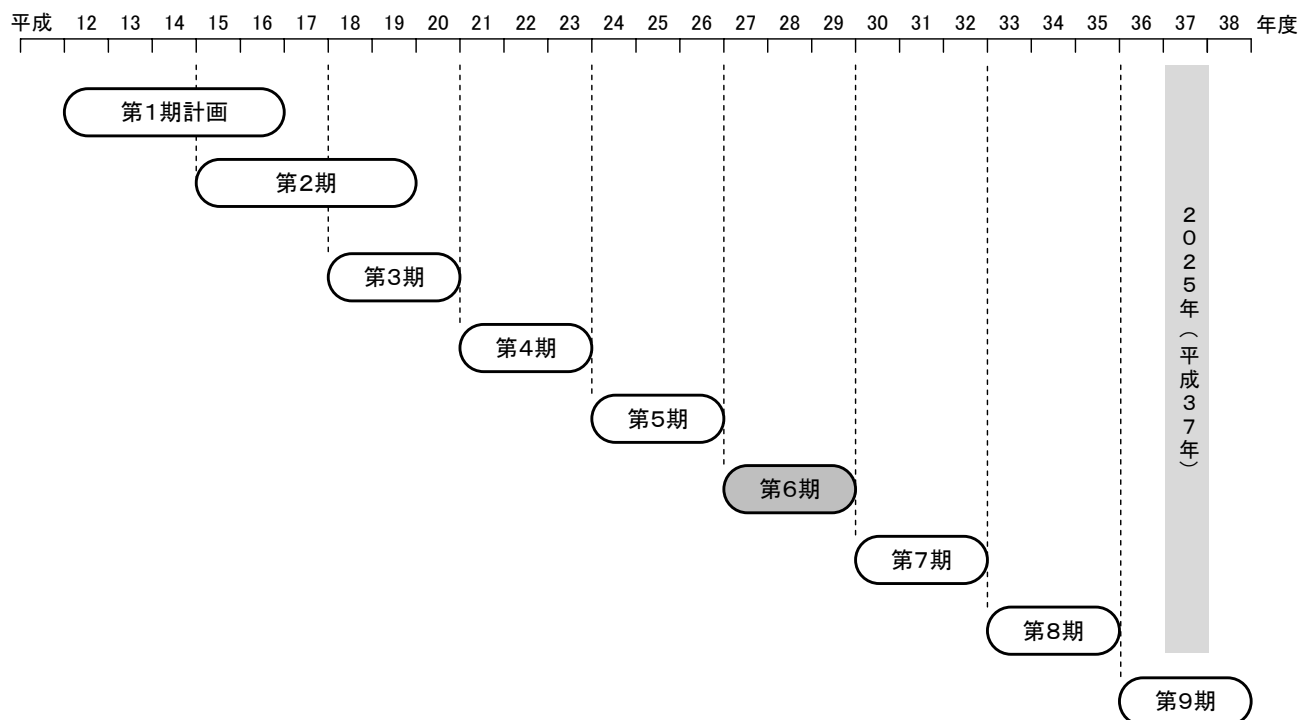 平成 12 13 14 15 16 17 18 19 20 21 22 23 24 25 26 27 28 29 30 31 32 33 34 35 36 37 38 年度
第1期計画
第2期
第3期
第4期
第5期
第6期
第7期
第8期
第9期
2025年(平成37年)